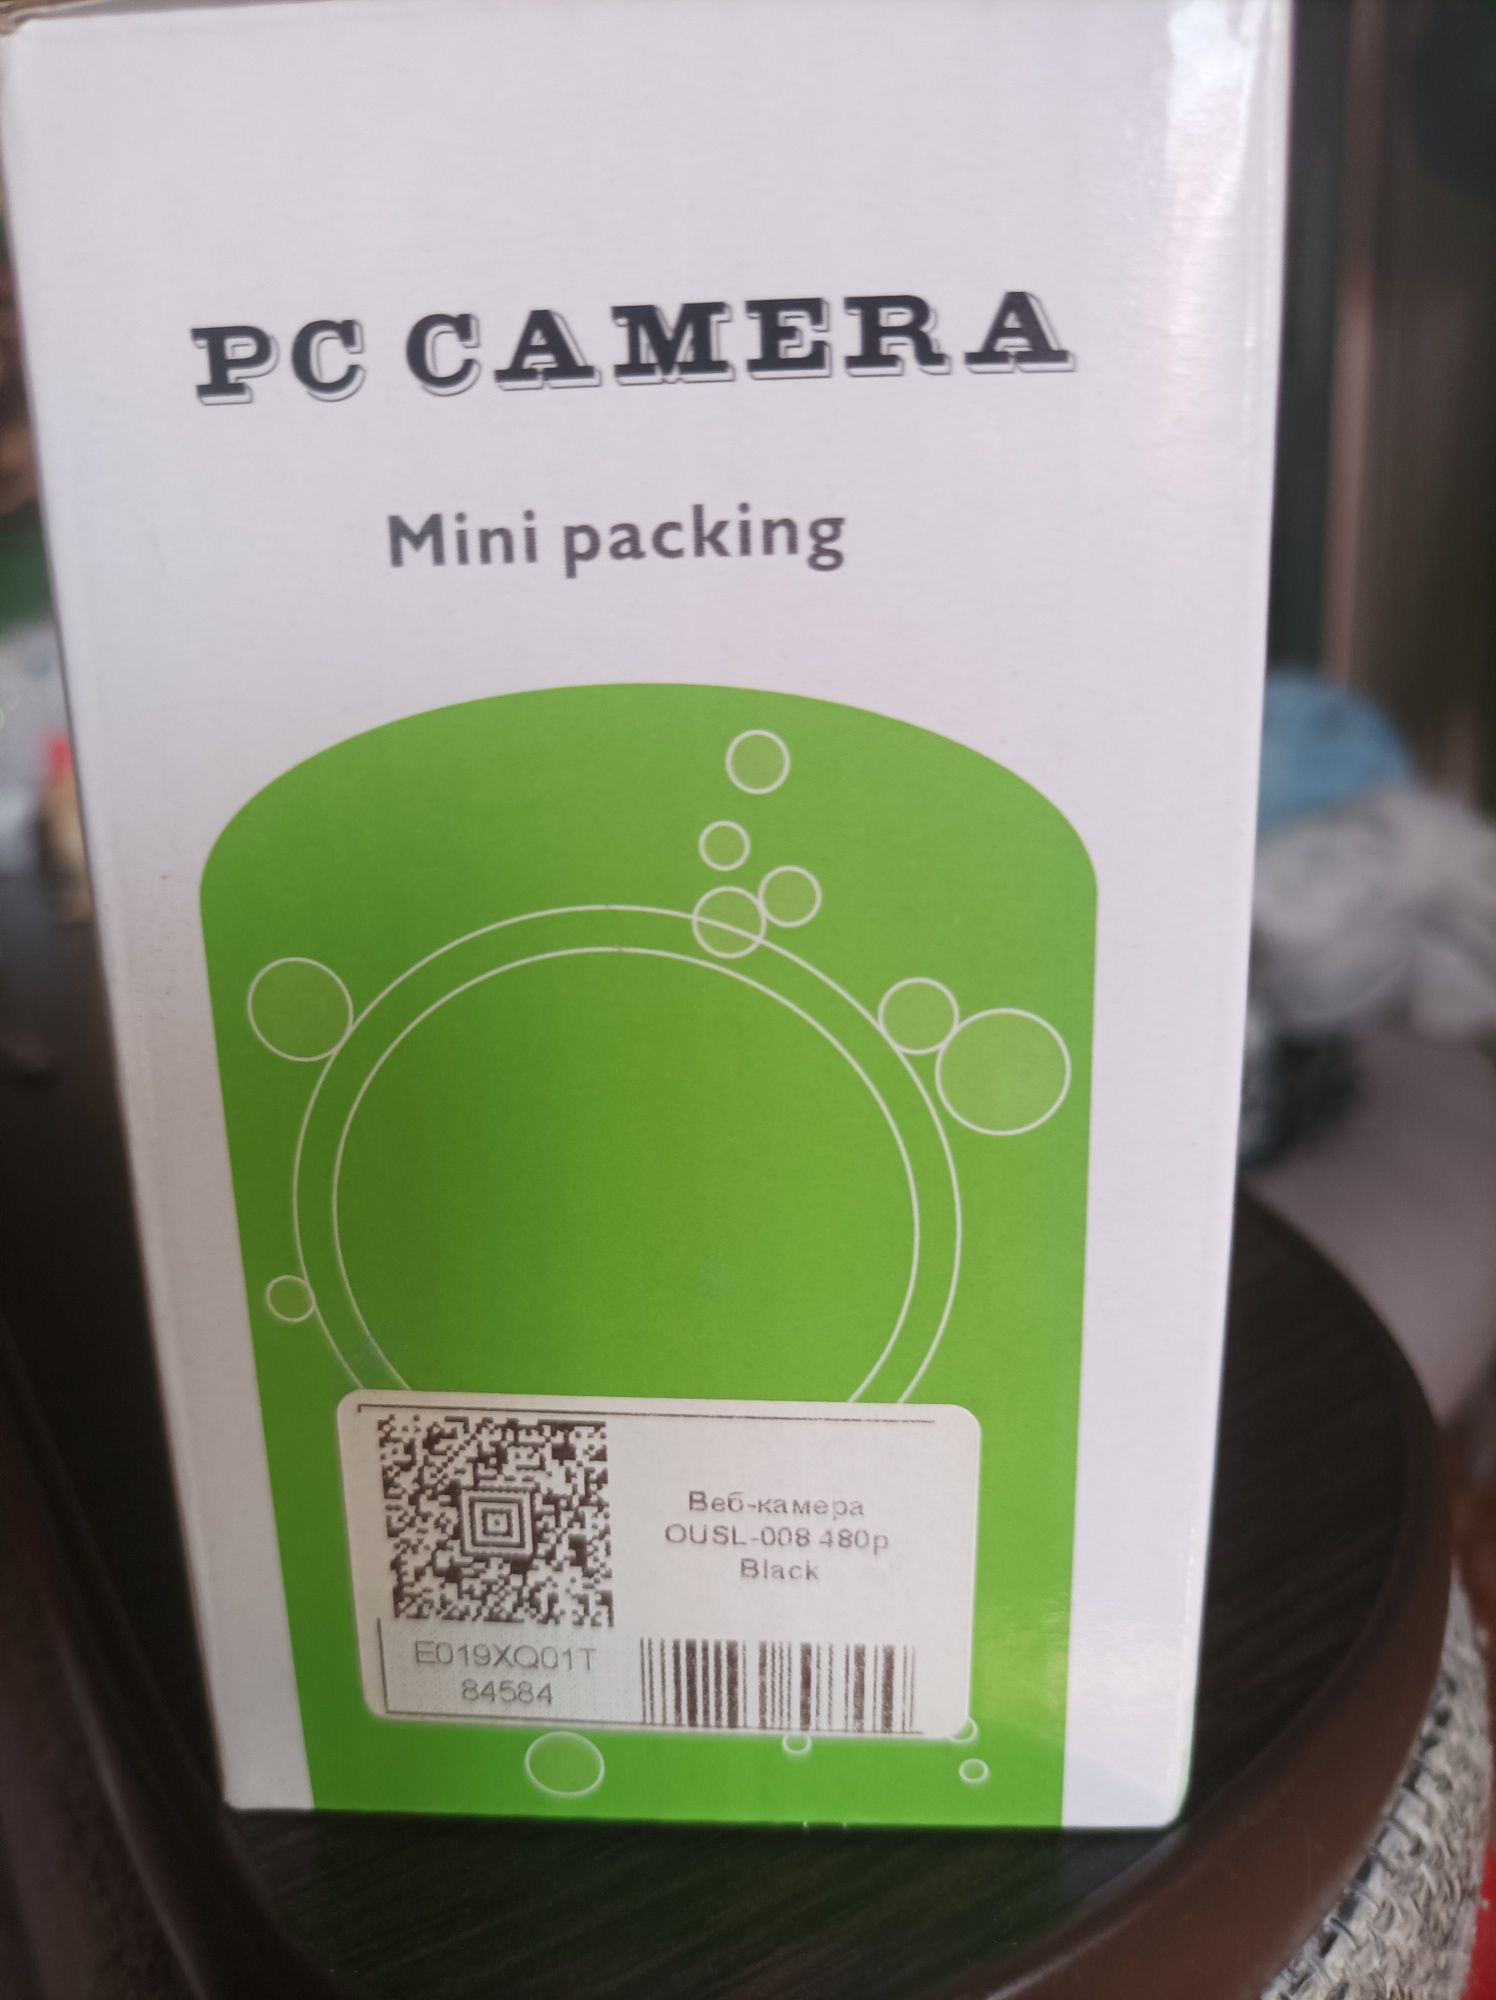 PC CAMERA
Mini packing
Веб-камера
OUSL-008 480p
Black
E019XQ01T
84584